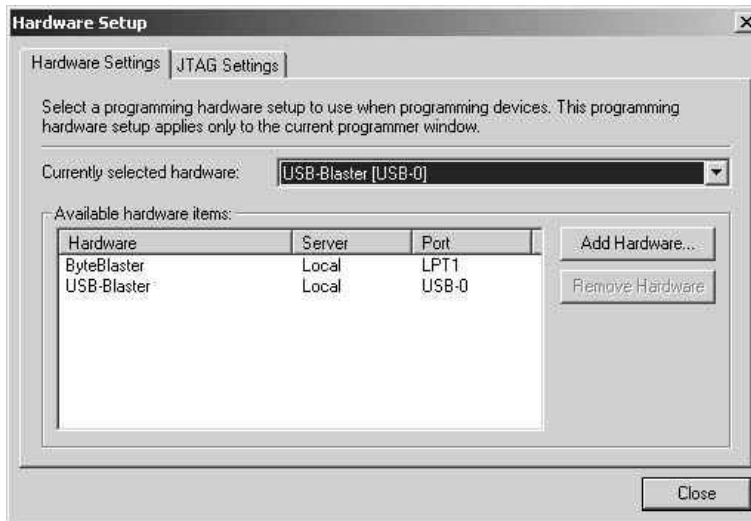 Hardware Setup
Hardware Settings JTAG Settings
Select a programming hardware setup to use when programming devices. This programming
hardware setup applies only to the current programmer window.
Currently selected hardware: USB-Blaster [USB-0]
Available hardware items:
Hardware Server Port
ByteBlaster Local LPT1
USB-Blaster Local USB-0
Add Hardware...
Remove Hardware
Close